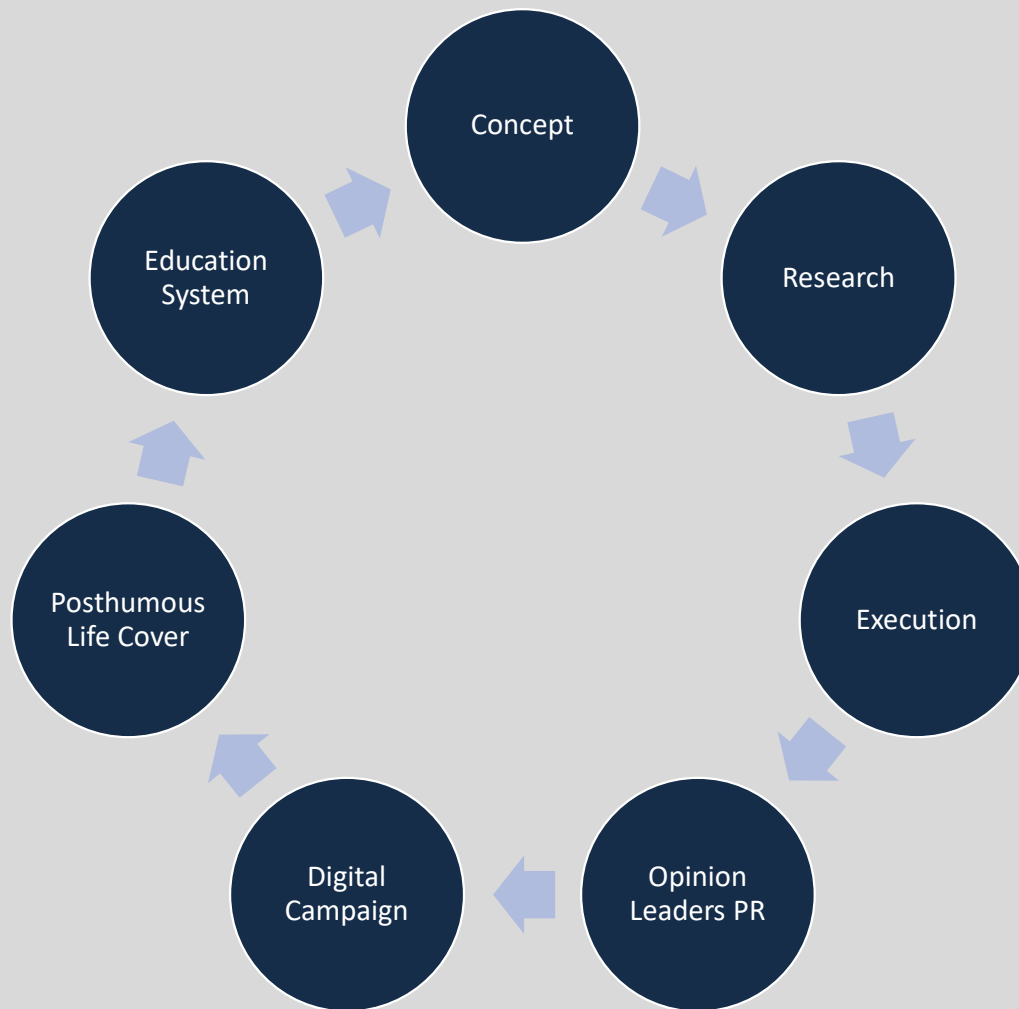 Concept
Research
Execution
Opinion
Leaders PR
Digital
Campaign
Posthumous
Life Cover
Education
System